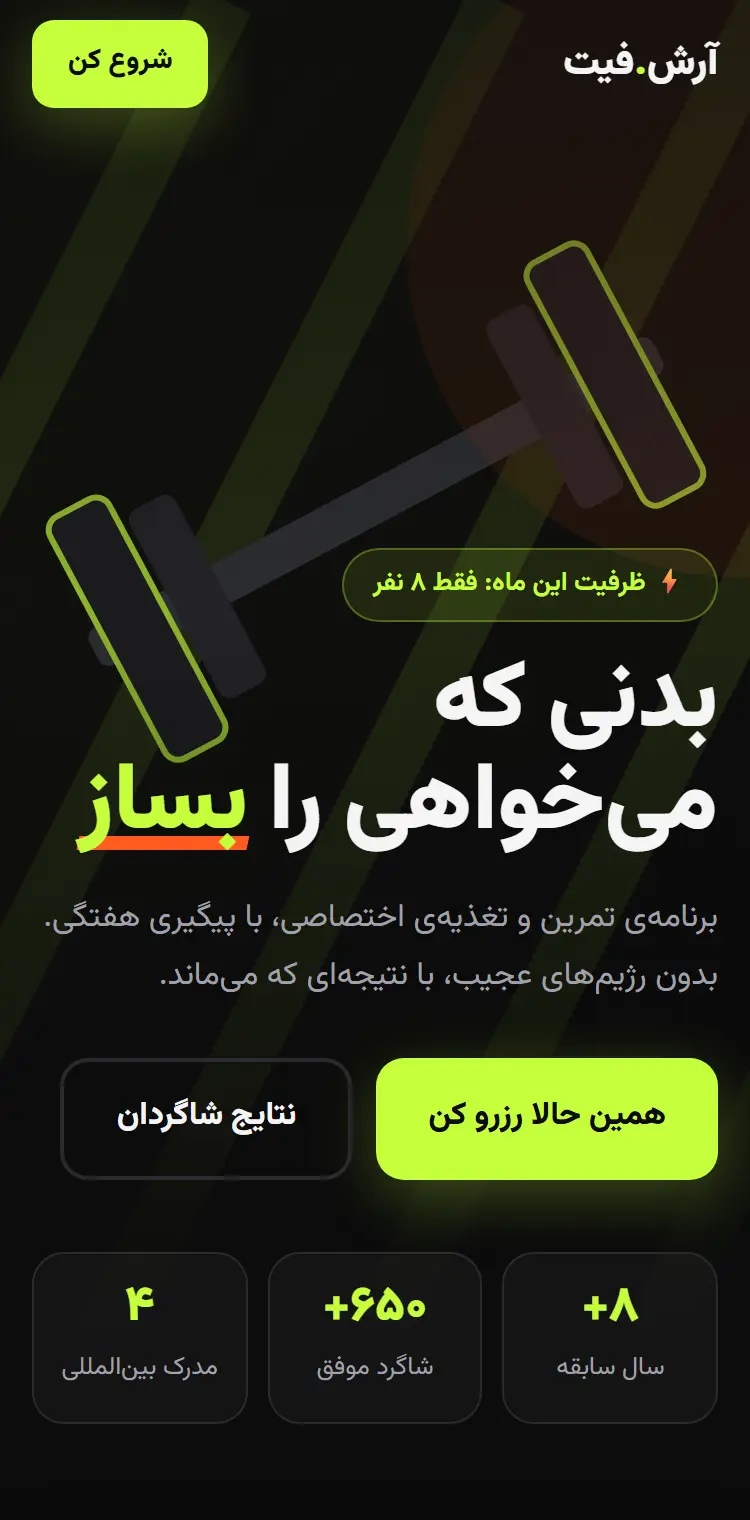 آرش.فیت
شروع کن
ظرفیت این ماه: فقط ۸ نفر
بدنی که
می‌خواهی را بساز
برنامه‌ی تمرین و تغذیه‌ی اختصاصی، با پیگیری هفتگی.
بدون رژیم‌های عجیب، با نتیجه‌ای که می‌ماند.
همین حالا رزرو کن
نتایج شاگردان
+۸
سال سابقه
+۶۵۰
شاگرد موفق
۴
مدرک بین‌المللی